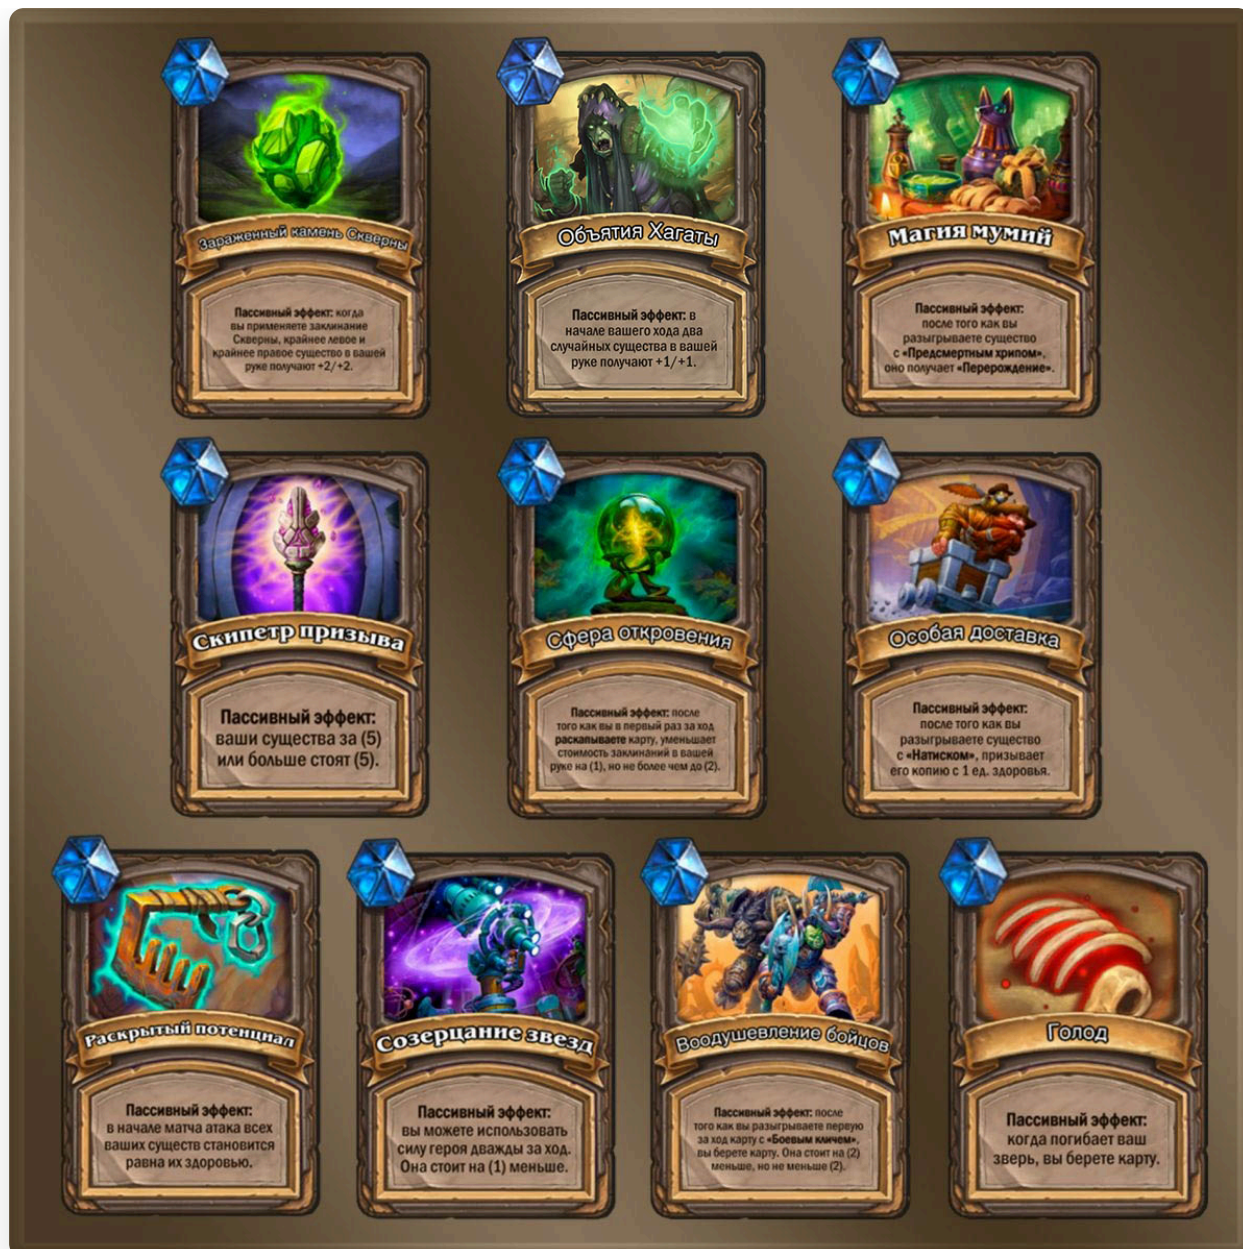 Зараженный камень Скверны
Пассивный эффект: когда
вы применяете заклинание
Скверны, крайнее левое и
крайнее правое существо в вашей
руке получают +2/+2.
Объятия Хагаты
Пассивный эффект: в
начале вашего хода два
случайных существа в вашей
руке получают +1/+1.
Магия мумий
Пассивный эффект:
после того как вы
разыгрываете существо
с «Предсмертным хрипом»,
оно получает «Перерождение».
Скипетр призыва
Пассивный эффект:
ваши существа за (5)
или больше стоят (5).
Сфера откровения
Пассивный эффект: после
того как вы в первый раз за ход
раскапываете карту, уменьшает
стоимость заклинаний в вашей
руке на (1), но не более чем до (2).
Особая доставка
Пассивный эффект:
после того как вы
разыгрываете существо
с «Натиском», призывает
его копию с 1 ед. здоровья.
Раскрытый потенциал
Пассивный эффект:
в начале матча атака всех
ваших существ становится
равна их здоровью.
Созерцание звезд
Пассивный эффект:
вы можете использовать
силу героя дважды за ход.
Она стоит на (1) меньше.
Воодушевление бойцов
Пассивный эффект: после
того как вы разыгрываете первую
за ход карту с «Боевым кличем»,
вы берете карту. Она стоит на (2)
меньше, но не меньше (2).
Голод
Пассивный эффект:
когда погибает ваш
зверь, вы берете карту.